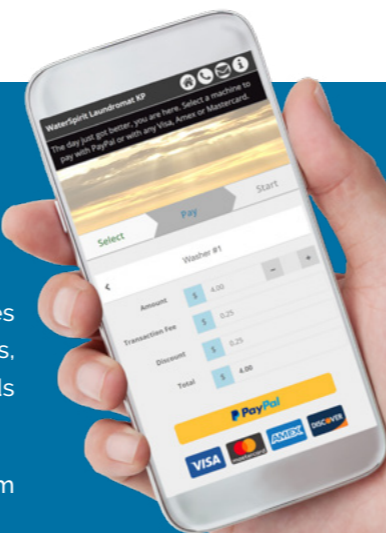 WaterSpirit Laundromat KP
The day just got better, you are here. Select a machine to
pay with PayPal or with any Visa, Amex or Mastercard.
Select
Pay
Start
Washer #1
Amount $ 4.00 - +
Transaction Fee $ 0.25
Discount $ 0.25
Total $ 4.00
PayPal
VISA mastercard AMEX DISCOVER
es
s,
ls
m